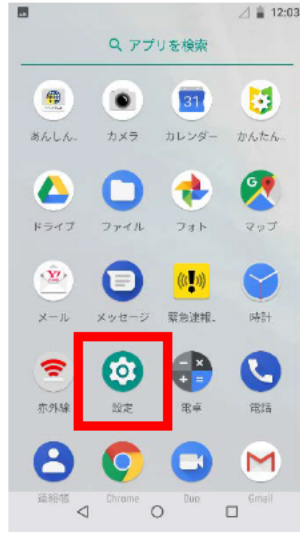 12:03
アプリを検索
31
あんしん.
カメラ
カレンダー
かんたん.
G
ドライブ
ファイル
フォト
マップ
Y!
メール
メッセージ
緊急速報.
時計
赤外線
設定
電卓
電話
連絡帳
Chrome
Duo
Gmail